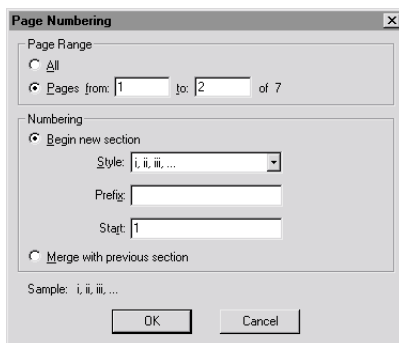 Page Numbering
Page Range
All
Pages from: 1 to: 2 of 7
Numbering
Begin new section
Style: i, ii, iii, ...
Prefix:
Start: 1
Merge with previous section
Sample: i, ii, iii, ...
OK Cancel